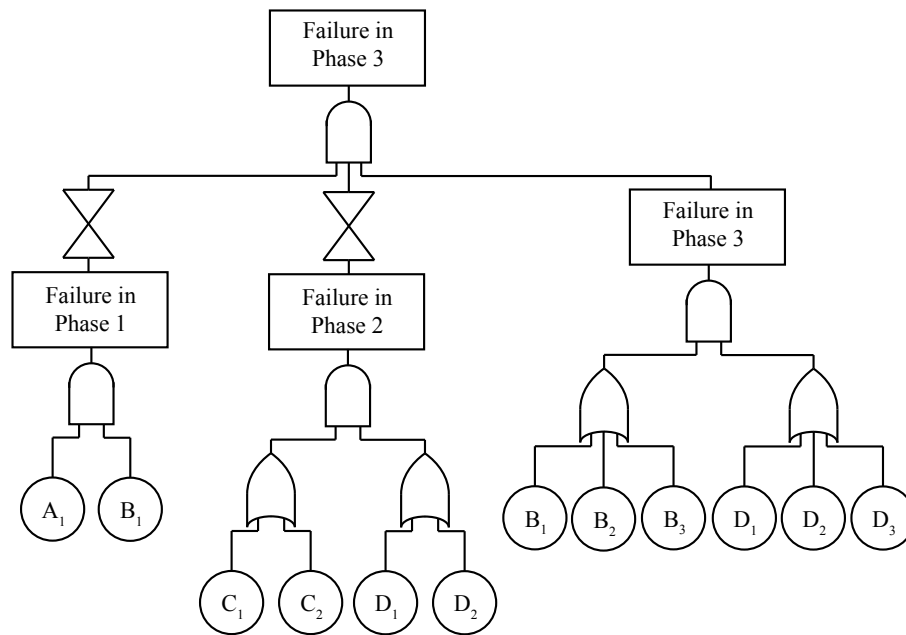 Failure in
Phase 3
Failure in
Phase 1
Failure in
Phase 2
Failure in
Phase 3
A₁
B₁
C₁
C₂
D₁
D₂
B₁
B₂
B₃
D₁
D₂
D₃